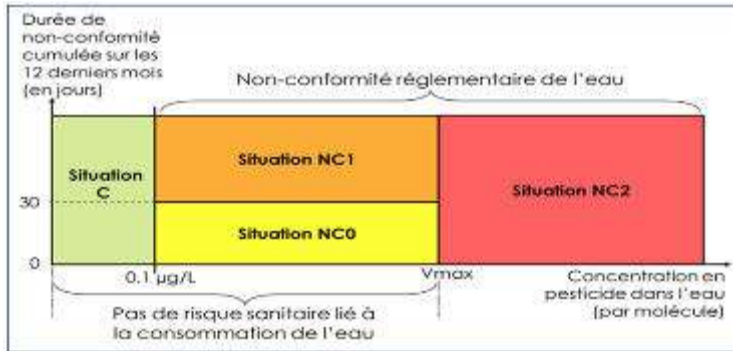 Durée de
non-conformité
cumulée sur les
12 derniers mois
(en jours)
Non-conformité réglementaire de l'eau
Situation
C
Situation NC1
Situation NC2
30
Situation NC0
0
0.1 µg/L
Vmax
Concentration en
pesticide dans l'eau
(par molécule)
Pas de risque sanitaire lié à
la consommation de l'eau